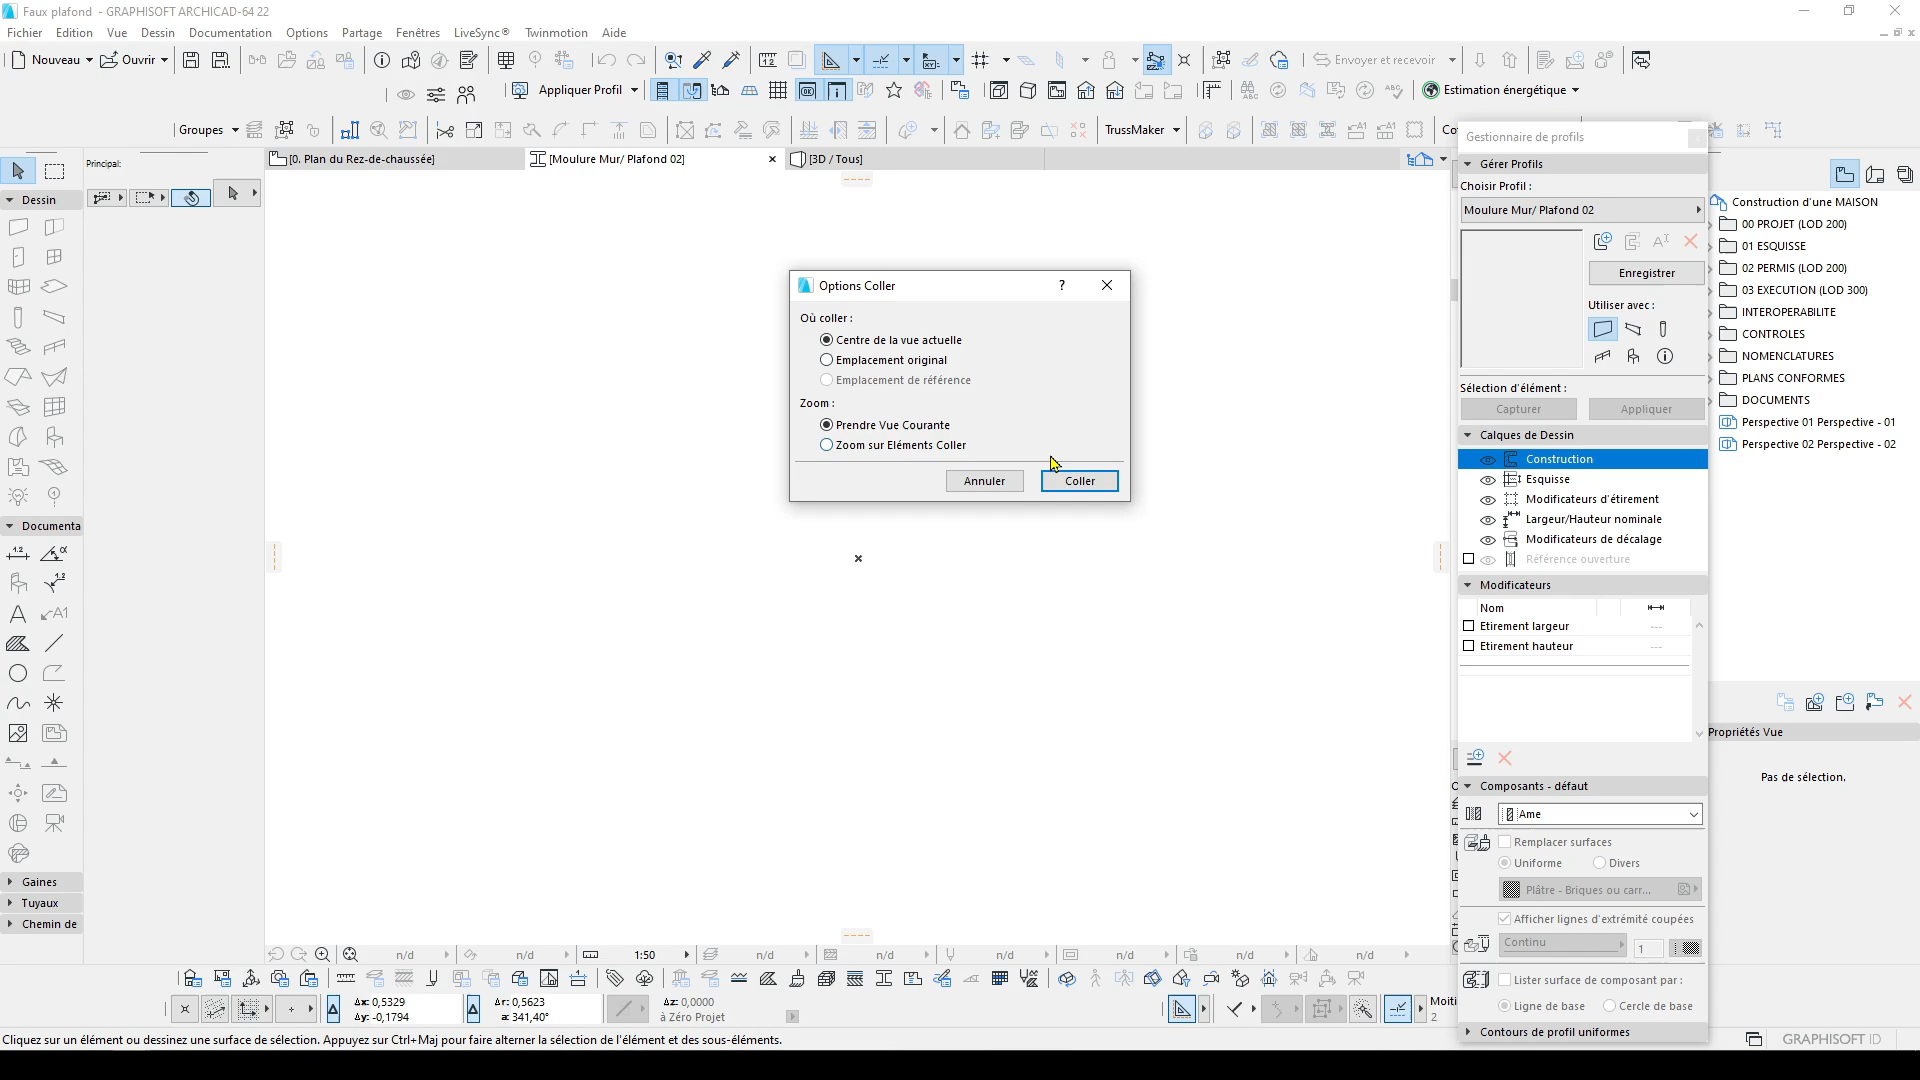 Faux plafond - GRAPHISOFT ARCHICAD-64 22
Fichier Edition Vue Dessin Documentation Options Partage Fenêtres LiveSync® Twinmotion Aide
Nouveau Ouvrir Envoyer et recevoir
Appliquer Profil Estimation énergétique
Groupes TrussMaker
Principal:
[0. Plan du Rez-de-chaussée] [Moulure Mur/ Plafond 02] [3D / Tous]
Dessin
Documenta
Gaines
Tuyaux
Chemin de
Options Coller
?
Où coller :
Centre de la vue actuelle
Emplacement original
Emplacement de référence
Zoom :
Prendre Vue Courante
Zoom sur Eléments Coller
Annuler Coller
Gestionnaire de profils
Gérer Profils
Choisir Profil :
Moulure Mur/ Plafond 02
Enregistrer
Utiliser avec :
Sélection d'élément :
Capturer Appliquer
Calques de Dessin
Construction
Esquisse
Modificateurs d'étirement
Largeur/Hauteur nominale
Modificateurs de décalage
Référence ouverture
Modificateurs
Nom
Etirement largeur ---
Etirement hauteur ---
Composants - défaut
Ame
Remplacer surfaces
Uniforme Divers
Plâtre - Briques ou carr...
Afficher lignes d'extrémité coupées
Continu 1
Lister surface de composant par :
Ligne de base Cercle de base
Contours de profil uniformes
Construction d'une MAISON
00 PROJET (LOD 200)
01 ESQUISSE
02 PERMIS (LOD 200)
03 EXECUTION (LOD 300)
INTEROPERABILITE
CONTROLES
NOMENCLATURES
PLANS CONFORMES
DOCUMENTS
Perspective 01 Perspective - 01
Perspective 02 Perspective - 02
Propriétés Vue
Pas de sélection.
n/d n/d 1:50 n/d n/d n/d n/d n/d n/d
Δx: 0,5329 Δr: 0,5623 Δz: 0,0000
Δy: -0,1794 a: 341,40° à Zéro Projet
Moiti
2
Cliquez sur un élément ou dessinez une surface de sélection. Appuyez sur Ctrl+Maj pour faire alterner la sélection de l'élément et des sous-éléments.
GRAPHISOFT ID